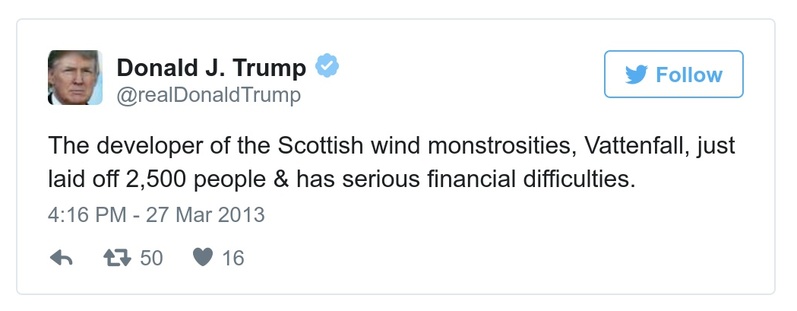 Donald J. Trump
@realDonaldTrump
Follow
The developer of the Scottish wind monstrosities, Vattenfall, just
laid off 2,500 people & has serious financial difficulties.
4:16 PM - 27 Mar 2013
50 16